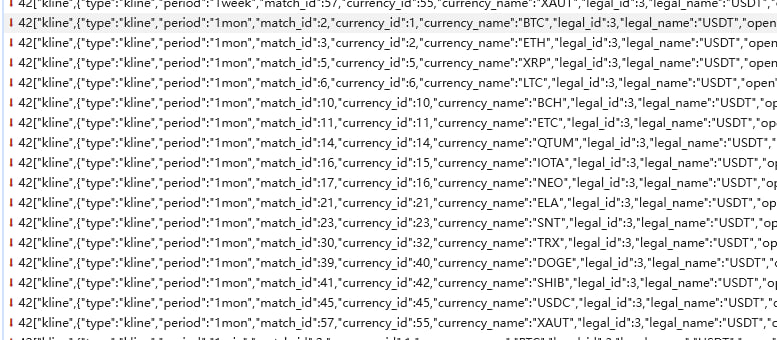 42["kline",{"type":"kline","period":"1week","match_id":57,"currency_id":55,"currency_name":"XAUT","legal_id":3,"legal_name":"USDT","o
42["kline",{"type":"kline","period":"1mon","match_id":2,"currency_id":1,"currency_name":"BTC","legal_id":3,"legal_name":"USDT","open
42["kline",{"type":"kline","period":"1mon","match_id":3,"currency_id":2,"currency_name":"ETH","legal_id":3,"legal_name":"USDT","open
42["kline",{"type":"kline","period":"1mon","match_id":5,"currency_id":5,"currency_name":"XRP","legal_id":3,"legal_name":"USDT","open
42["kline",{"type":"kline","period":"1mon","match_id":6,"currency_id":6,"currency_name":"LTC","legal_id":3,"legal_name":"USDT","open"
42["kline",{"type":"kline","period":"1mon","match_id":10,"currency_id":10,"currency_name":"BCH","legal_id":3,"legal_name":"USDT","op
42["kline",{"type":"kline","period":"1mon","match_id":11,"currency_id":11,"currency_name":"ETC","legal_id":3,"legal_name":"USDT","op
42["kline",{"type":"kline","period":"1mon","match_id":14,"currency_id":14,"currency_name":"QTUM","legal_id":3,"legal_name":"USDT","
42["kline",{"type":"kline","period":"1mon","match_id":16,"currency_id":15,"currency_name":"IOTA","legal_id":3,"legal_name":"USDT","o
42["kline",{"type":"kline","period":"1mon","match_id":17,"currency_id":16,"currency_name":"NEO","legal_id":3,"legal_name":"USDT","op
42["kline",{"type":"kline","period":"1mon","match_id":21,"currency_id":21,"currency_name":"ELA","legal_id":3,"legal_name":"USDT","op
42["kline",{"type":"kline","period":"1mon","match_id":23,"currency_id":23,"currency_name":"SNT","legal_id":3,"legal_name":"USDT","op
42["kline",{"type":"kline","period":"1mon","match_id":30,"currency_id":32,"currency_name":"TRX","legal_id":3,"legal_name":"USDT","op
42["kline",{"type":"kline","period":"1mon","match_id":39,"currency_id":40,"currency_name":"DOGE","legal_id":3,"legal_name":"USDT","
42["kline",{"type":"kline","period":"1mon","match_id":41,"currency_id":42,"currency_name":"SHIB","legal_id":3,"legal_name":"USDT","o
42["kline",{"type":"kline","period":"1mon","match_id":45,"currency_id":45,"currency_name":"USDC","legal_id":3,"legal_name":"USDT","
42["kline",{"type":"kline","period":"1mon","match_id":57,"currency_id":55,"currency_name":"XAUT","legal_id":3,"legal_name":"USDT","